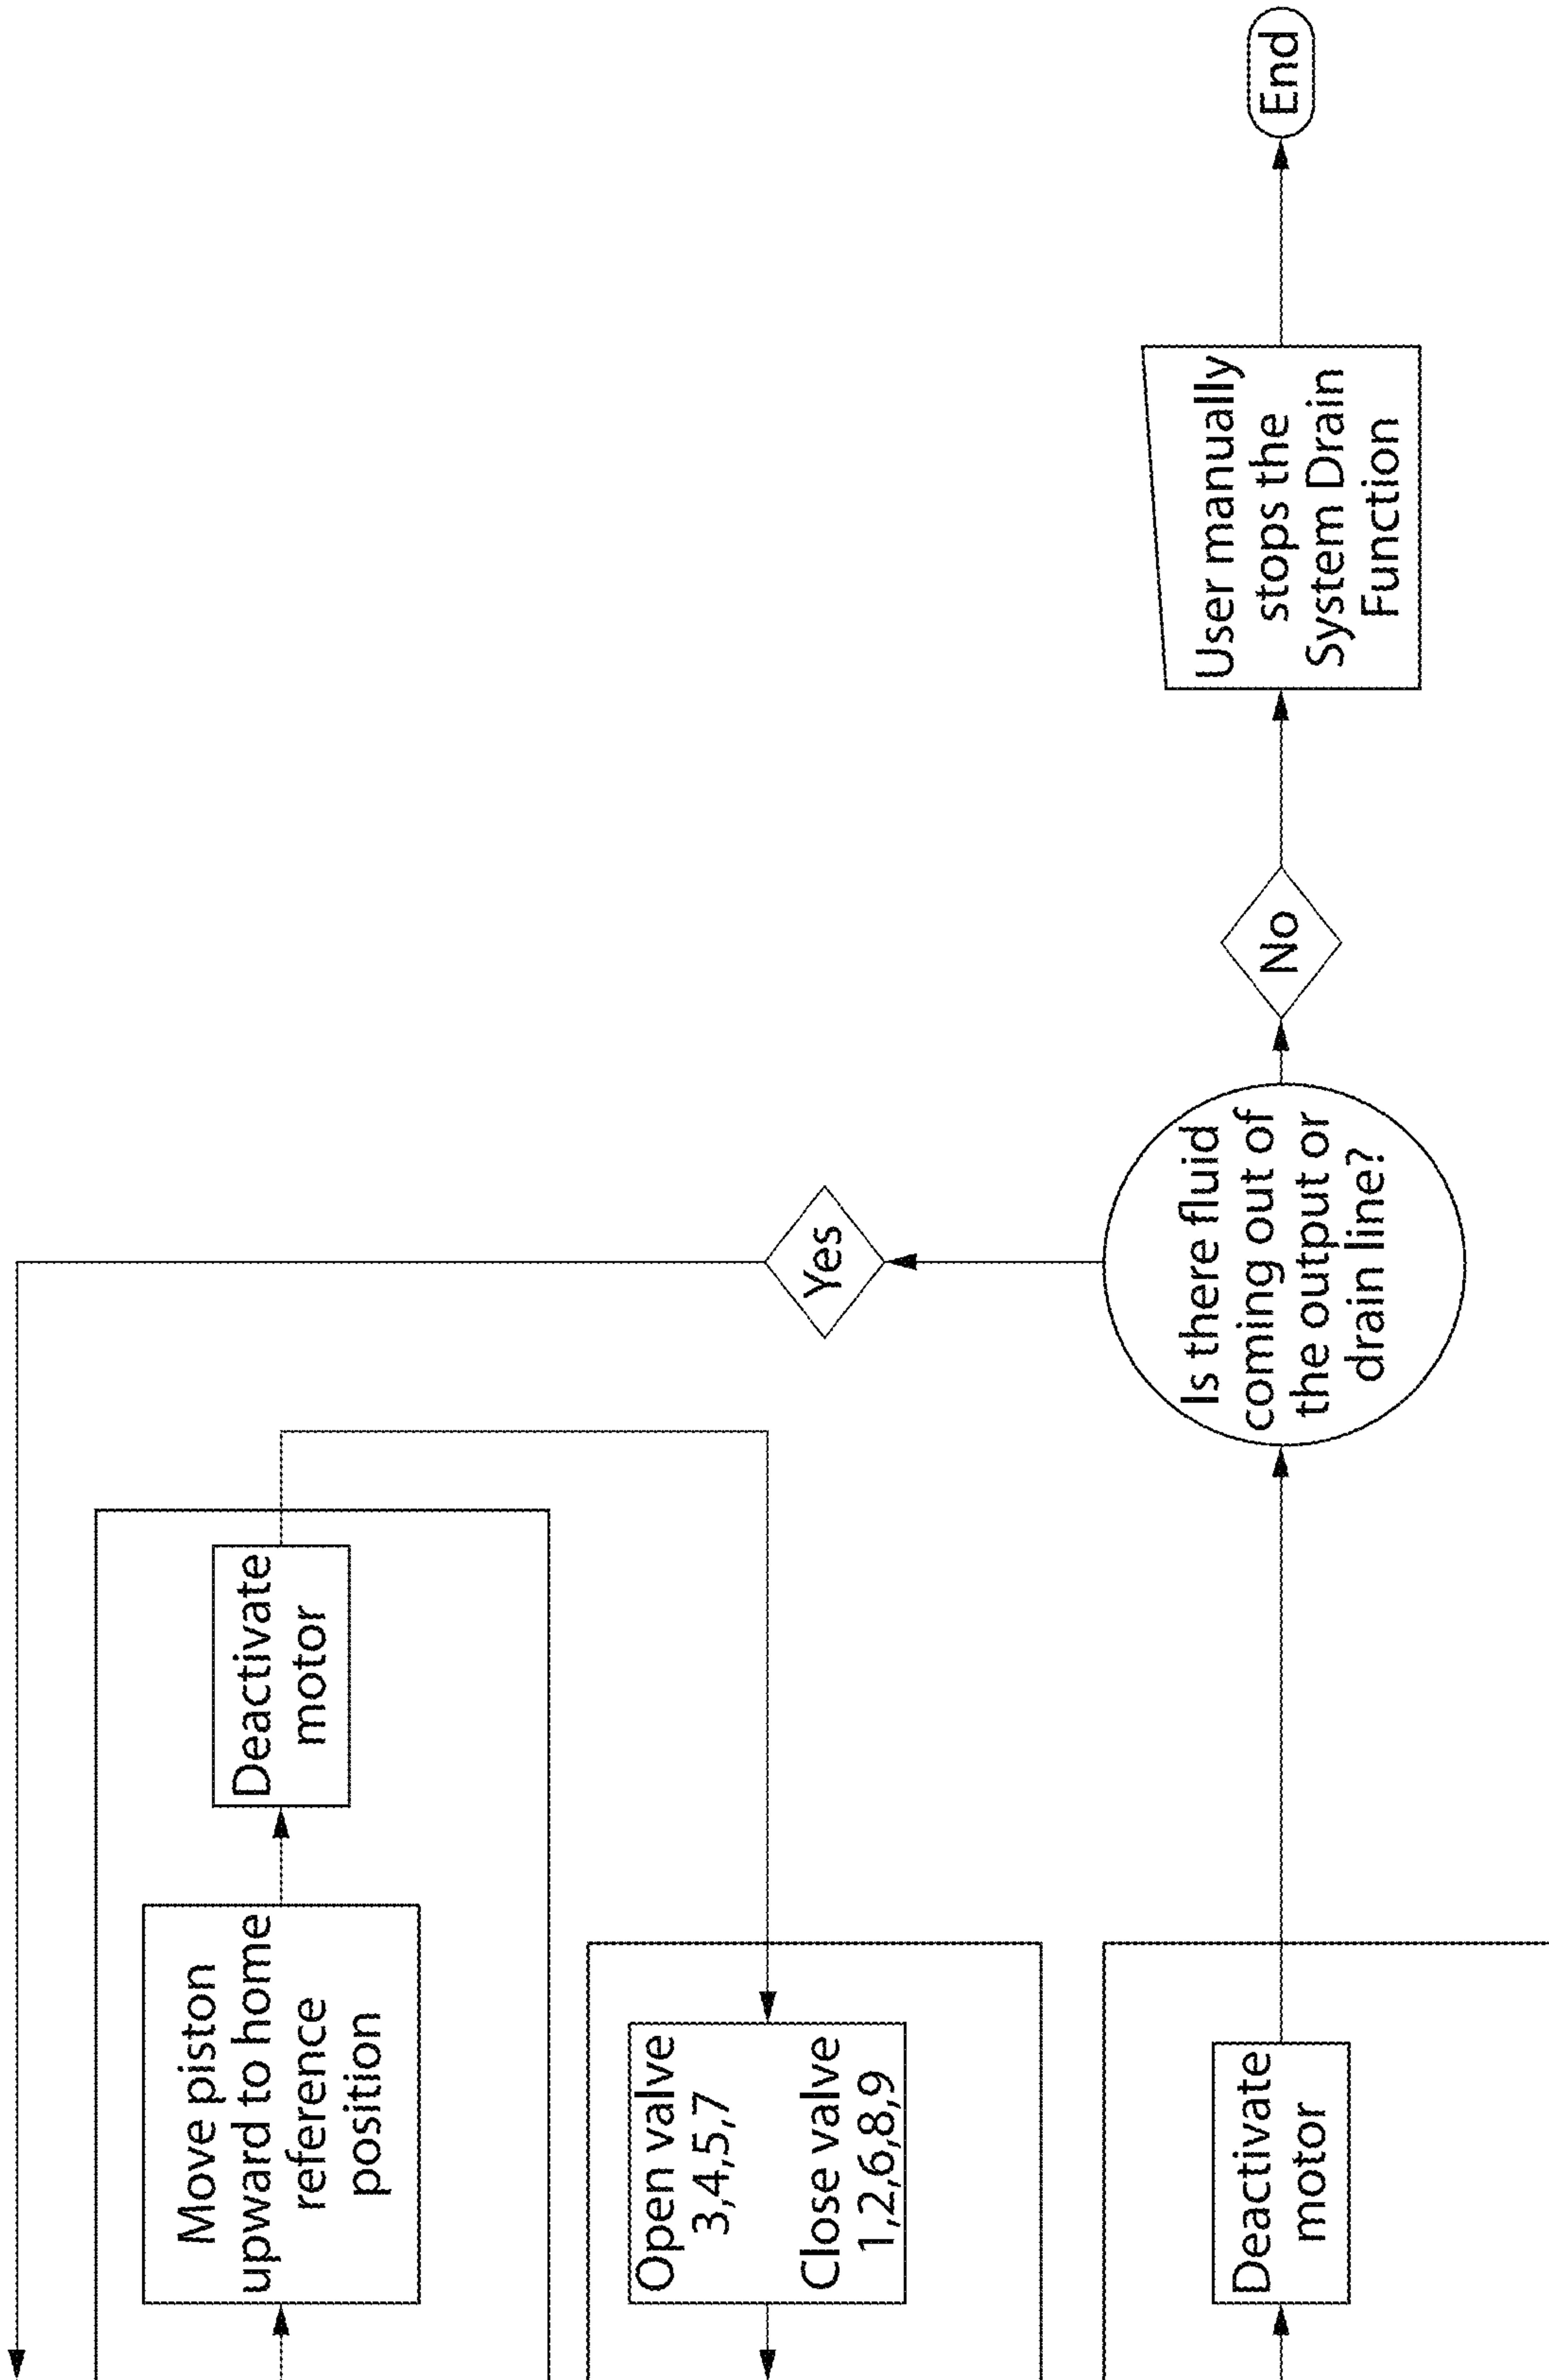 Move piston
upward to home
reference
position
Deactivate
motor
Open valve
3,4,5,7
Close valve
1,2,6,8,9
Deactivate
motor
Is there fluid
coming out of
the output or
drain line?
Yes
No
User manually
stops the
System Drain
Function
End